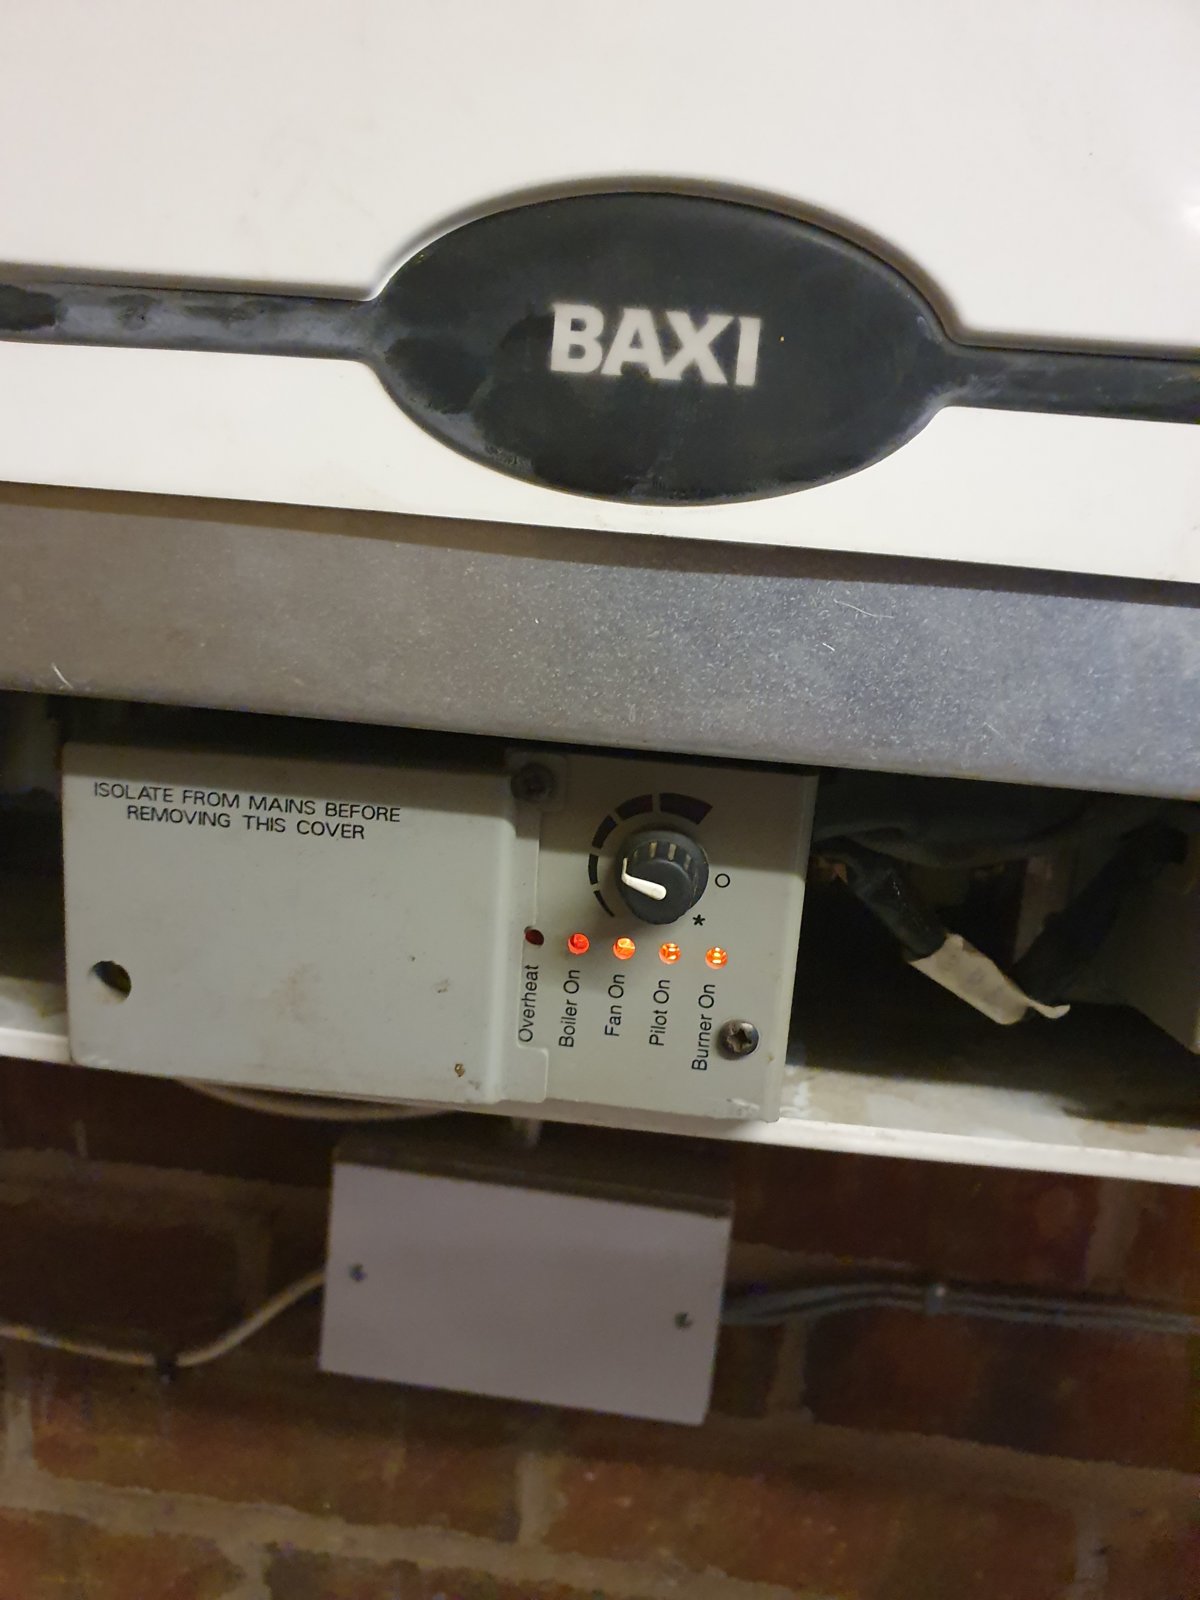 BAXI
ISOLATE FROM MAINS BEFORE
REMOVING THIS COVER
O
*
Overheat
Boiler On
Fan On
Pilot On
Burner On